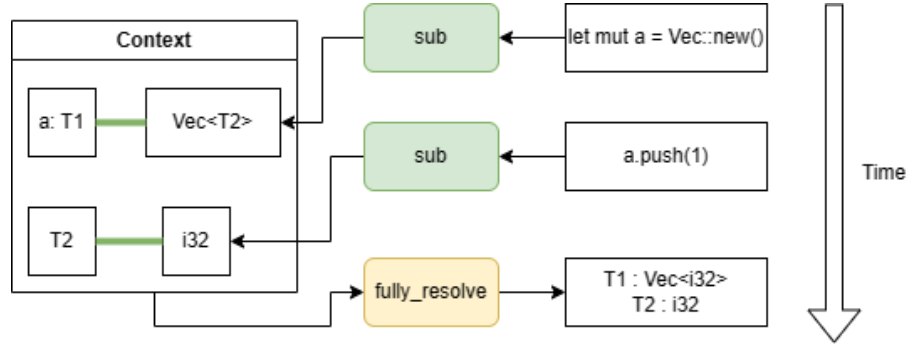 Context
sub
let mut a = Vec::new()
a: T1
Vec<T2>
sub
a.push(1)
Time
T2
i32
fully_resolve
T1 : Vec<i32>
T2 : i32